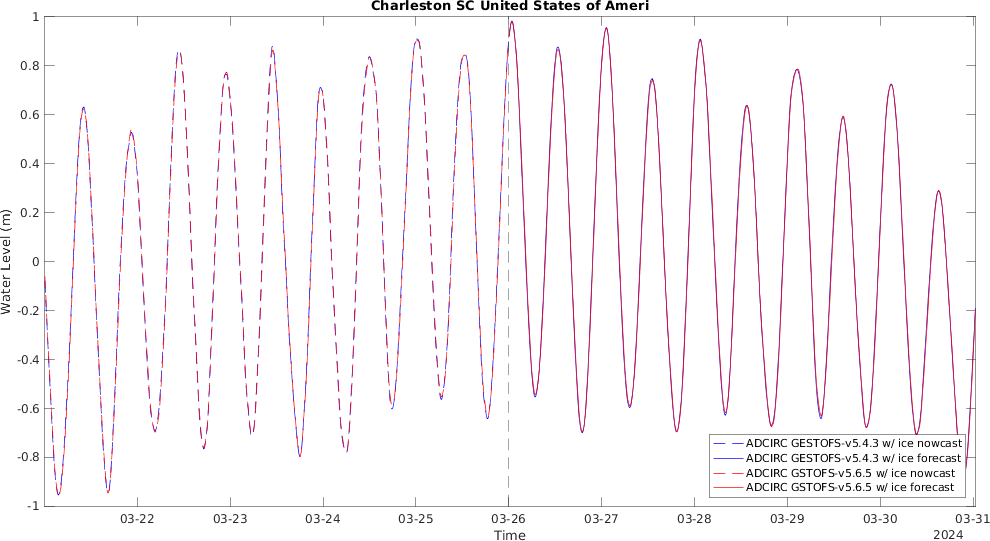 Charleston SC United States of Ameri
Water Level (m)
1
0.8
0.6
0.4
0.2
0
-0.2
-0.4
-0.6
-0.8
-1
ADCIRC GESTOFS-v5.4.3 w/ ice nowcast
ADCIRC GESTOFS-v5.4.3 w/ ice forecast
ADCIRC GSTOFS-v5.6.5 w/ ice nowcast
ADCIRC GSTOFS-v5.6.5 w/ ice forecast
03-22 03-23 03-24 03-25 03-26 03-27 03-28 03-29 03-30 03-31
Time
2024